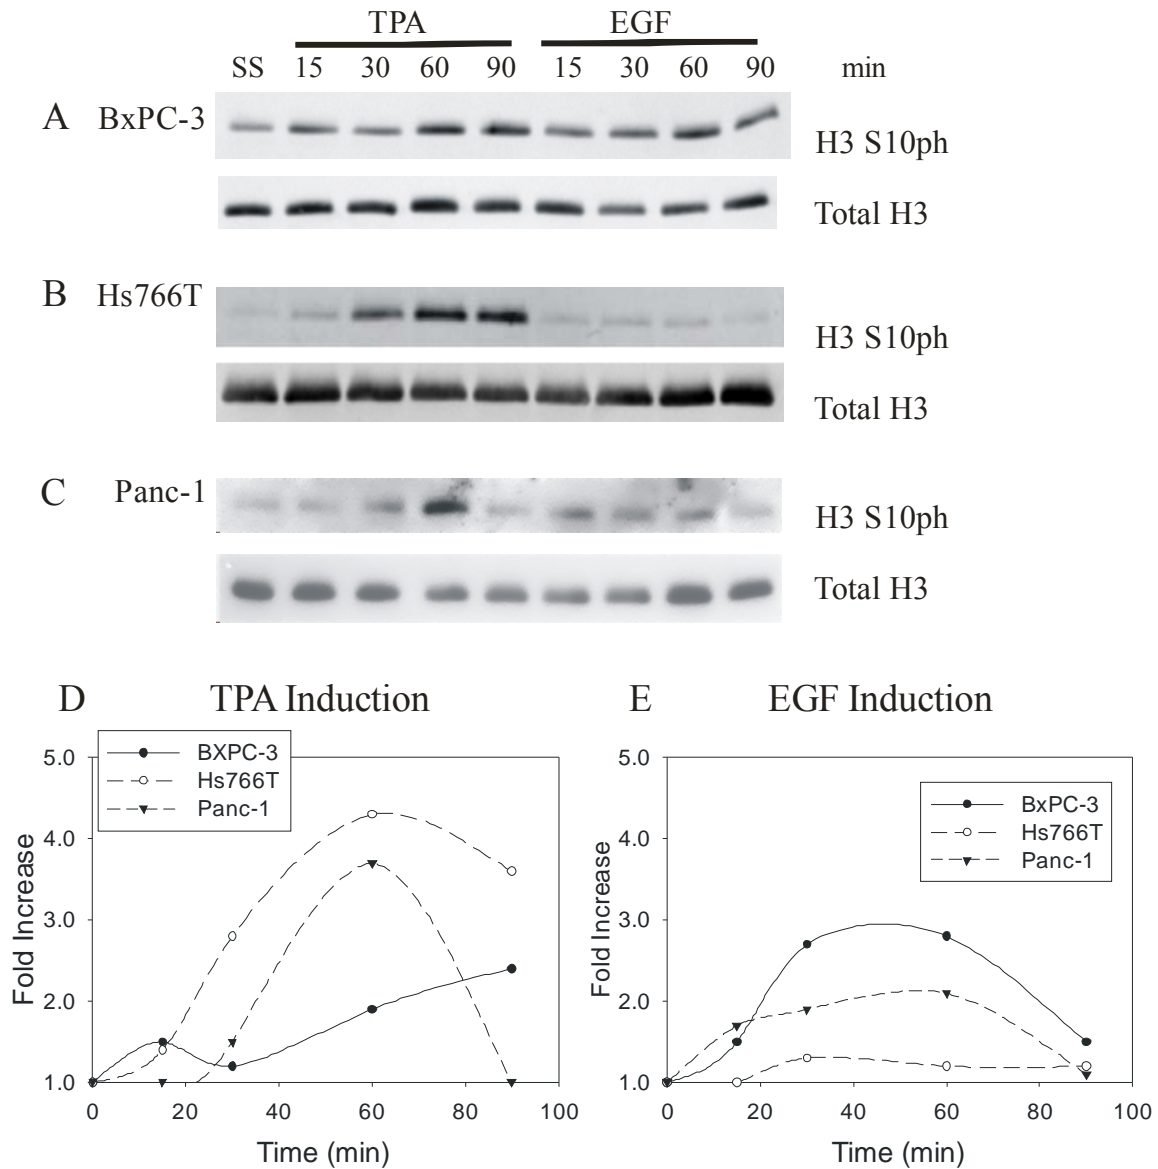 TPA EGF
SS 15 30 60 90 15 30 60 90 min
A BxPC-3
H3 S10ph
Total H3
B Hs766T
H3 S10ph
Total H3
C Panc-1
H3 S10ph
Total H3
D TPA Induction
BXPC-3
Hs766T
Panc-1
5.0
4.0
3.0
2.0
1.0
Fold Increase
0 20 40 60 80 100
Time (min)
E EGF Induction
BxPC-3
Hs766T
Panc-1
5.0
4.0
3.0
2.0
1.0
Fold Increase
0 20 40 60 80 100
Time (min)